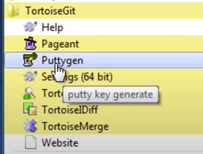 TortoiseGit
Help
Pageant
Puttygen
Settings (64 bit)
putty key generate
TortoiseIDiff
TortoiseMerge
Website